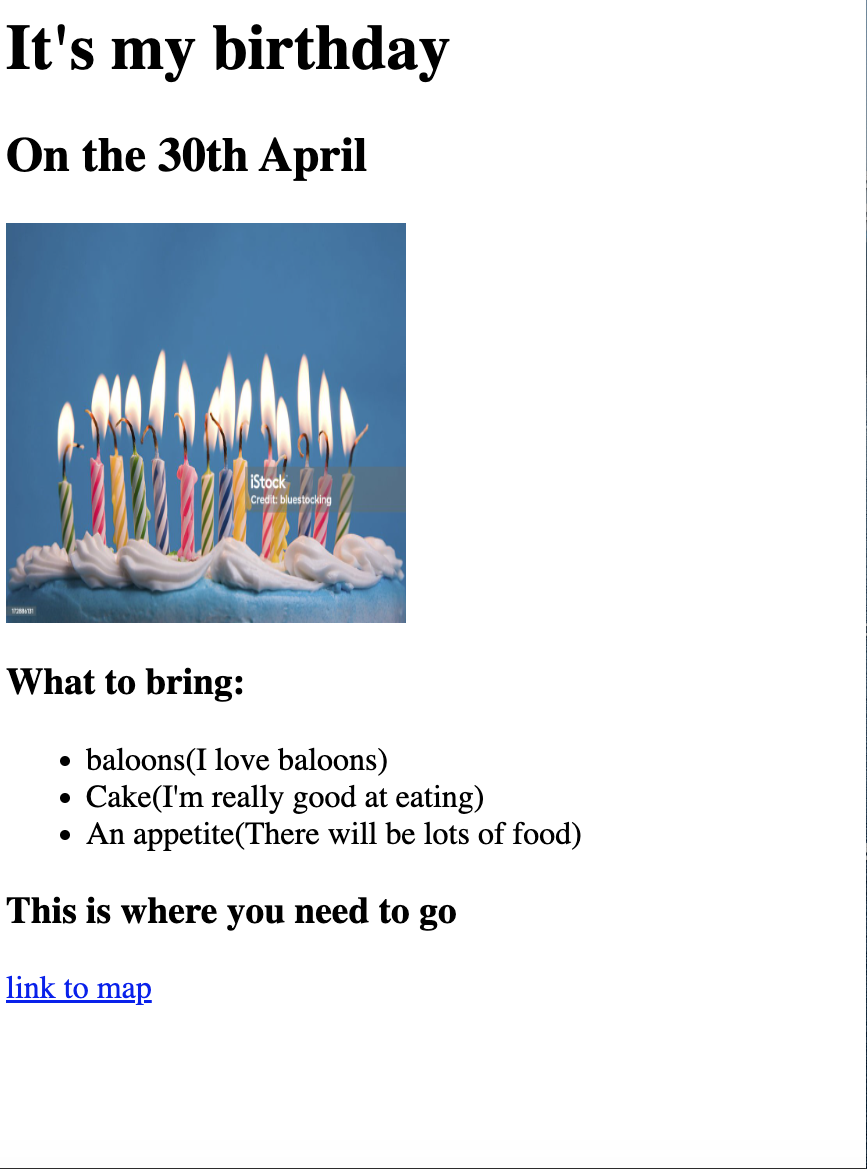 It's my birthday
On the 30th April
iStock
Credit: bluestocking
What to bring:
baloons(I love baloons)
Cake(I'm really good at eating)
An appetite(There will be lots of food)
This is where you need to go
link to map